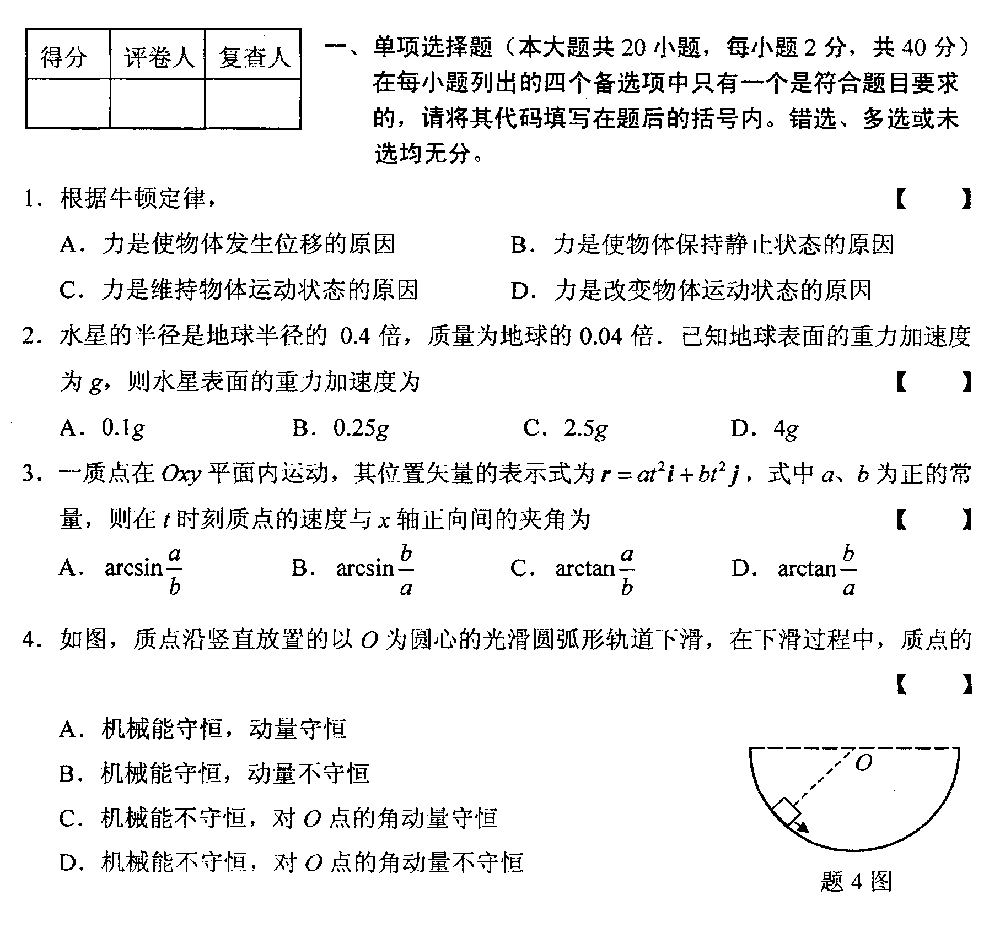 得分 评卷人 复查人
一、单项选择题（本大题共 20 小题，每小题 2 分，共 40 分）
在每小题列出的四个备选项中只有一个是符合题目要求
的，请将其代码填写在题后的括号内。错选、多选或未
选均无分。
1．根据牛顿定律，【 】
A．力是使物体发生位移的原因 B．力是使物体保持静止状态的原因
C．力是维持物体运动状态的原因 D．力是改变物体运动状态的原因
2．水星的半径是地球半径的 0.4 倍，质量为地球的 0.04 倍．已知地球表面的重力加速度
为 g，则水星表面的重力加速度为【 】
A．0.1g B．0.25g C．2.5g D．4g
3．一质点在 Oxy 平面内运动，其位置矢量的表示式为 r = at²i + bt²j，式中 a、b 为正的常
量，则在 t 时刻质点的速度与 x 轴正向间的夹角为【 】
A．arcsin a/b B．arcsin b/a C．arctan a/b D．arctan b/a
4．如图，质点沿竖直放置的以 O 为圆心的光滑圆弧形轨道下滑，在下滑过程中，质点的
【 】
A．机械能守恒，动量守恒
B．机械能守恒，动量不守恒
C．机械能不守恒，对 O 点的角动量守恒
D．机械能不守恒，对 O 点的角动量不守恒
O
题 4 图